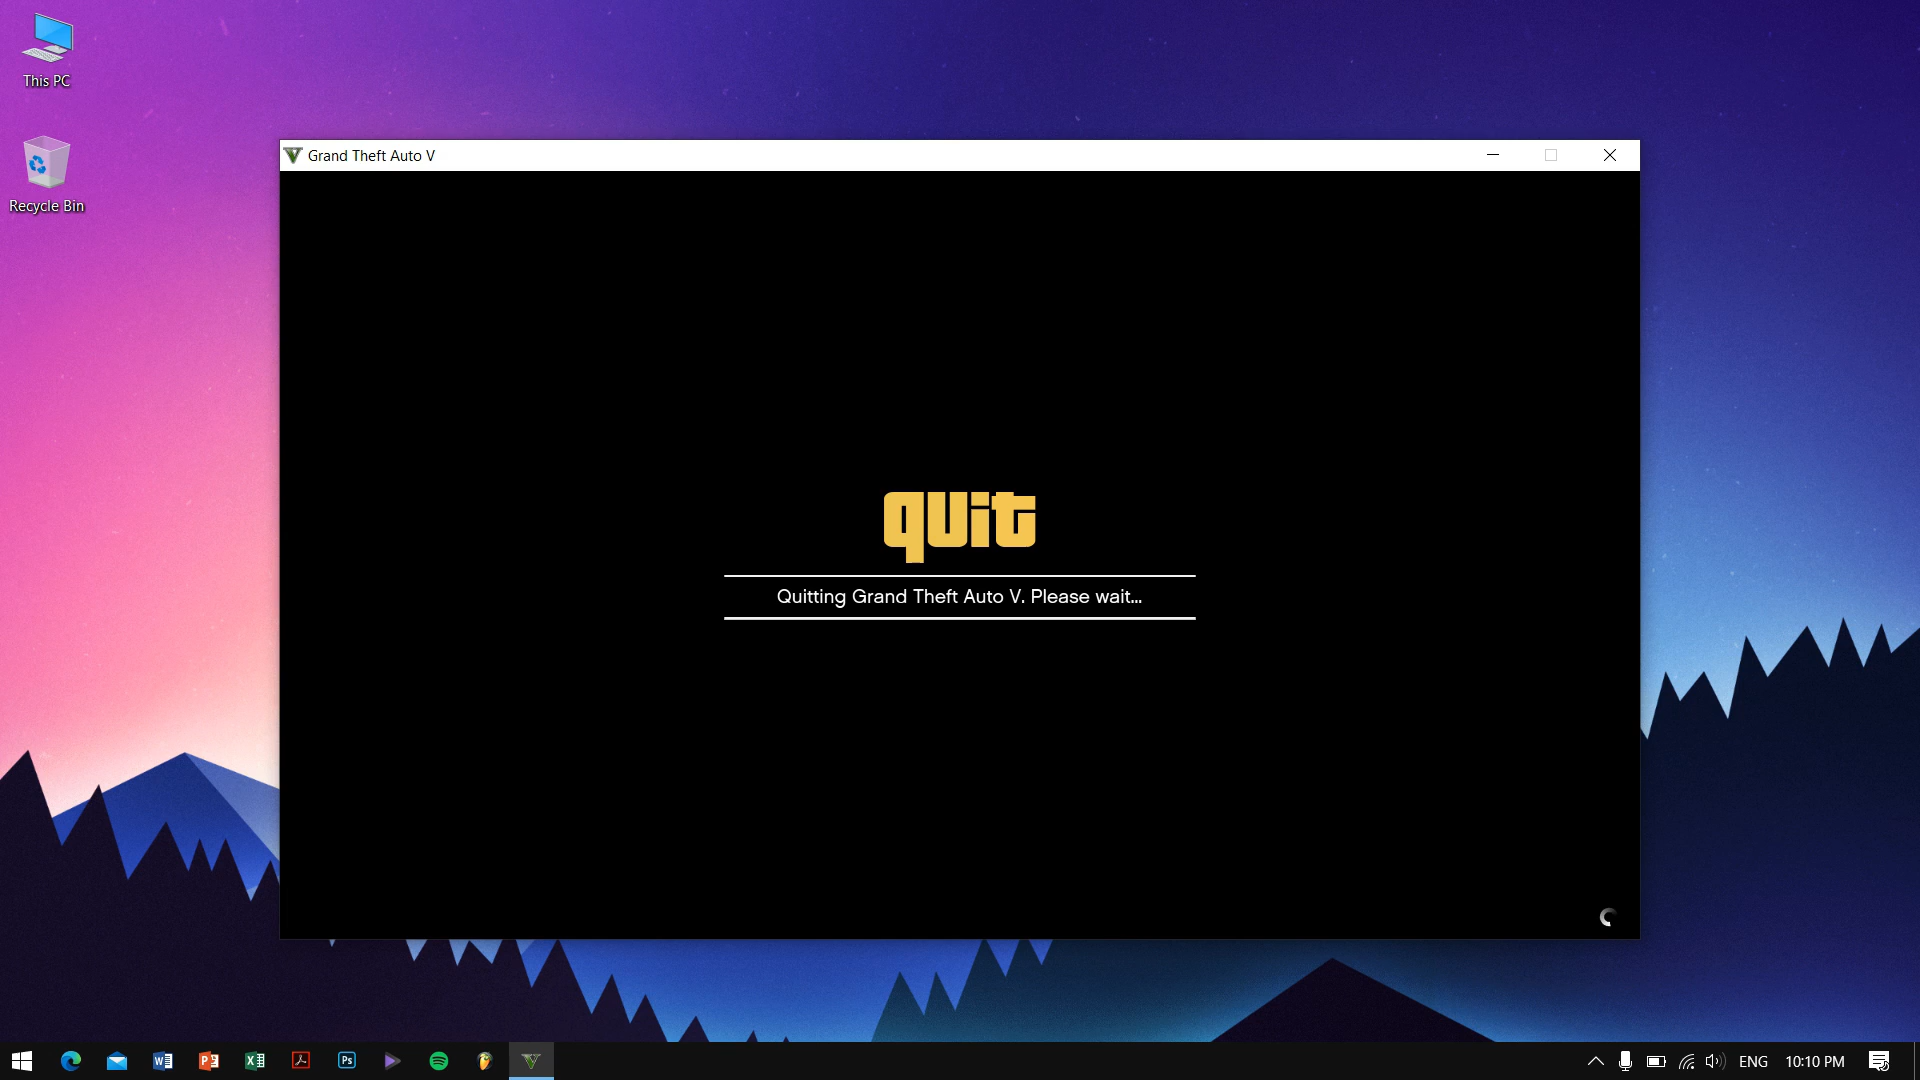 This PC
Recycle Bin
Grand Theft Auto V
quit
Quitting Grand Theft Auto V. Please wait...
ENG
10:10 PM